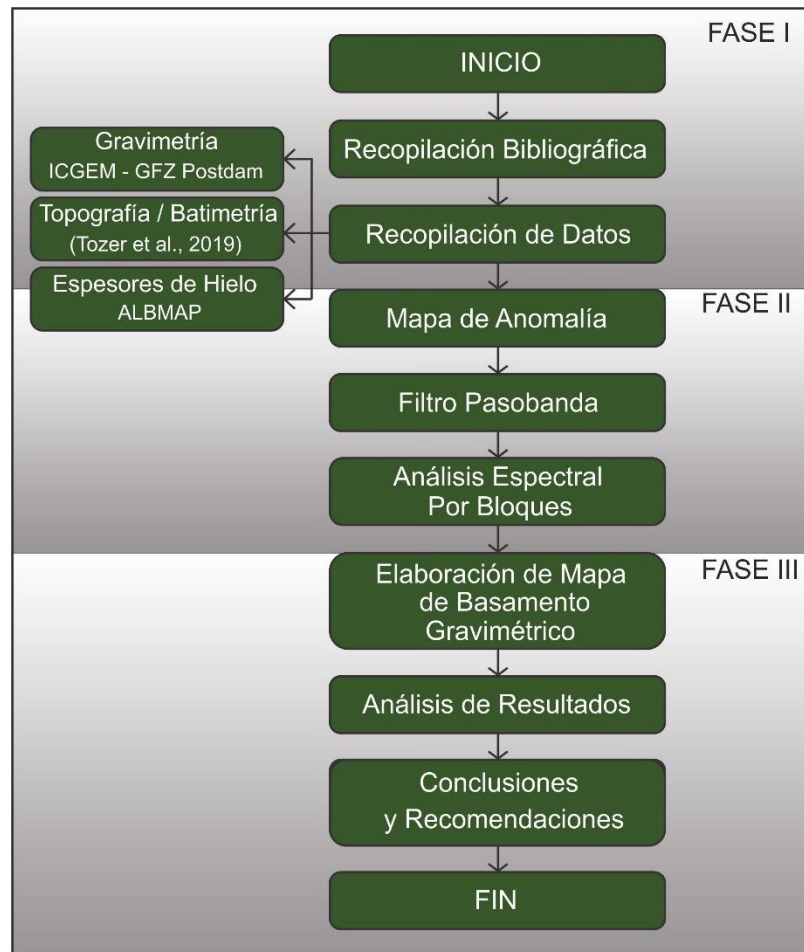 FASE I
INICIO
Recopilación Bibliográfica
Recopilación de Datos
Gravimetría
ICGEM - GFZ Postdam
Topografía / Batimetría
(Tozer et al., 2019)
Espesores de Hielo
ALBMAP
FASE II
Mapa de Anomalía
Filtro Pasobanda
Análisis Espectral
Por Bloques
FASE III
Elaboración de Mapa
de Basamento
Gravimétrico
Análisis de Resultados
Conclusiones
y Recomendaciones
FIN